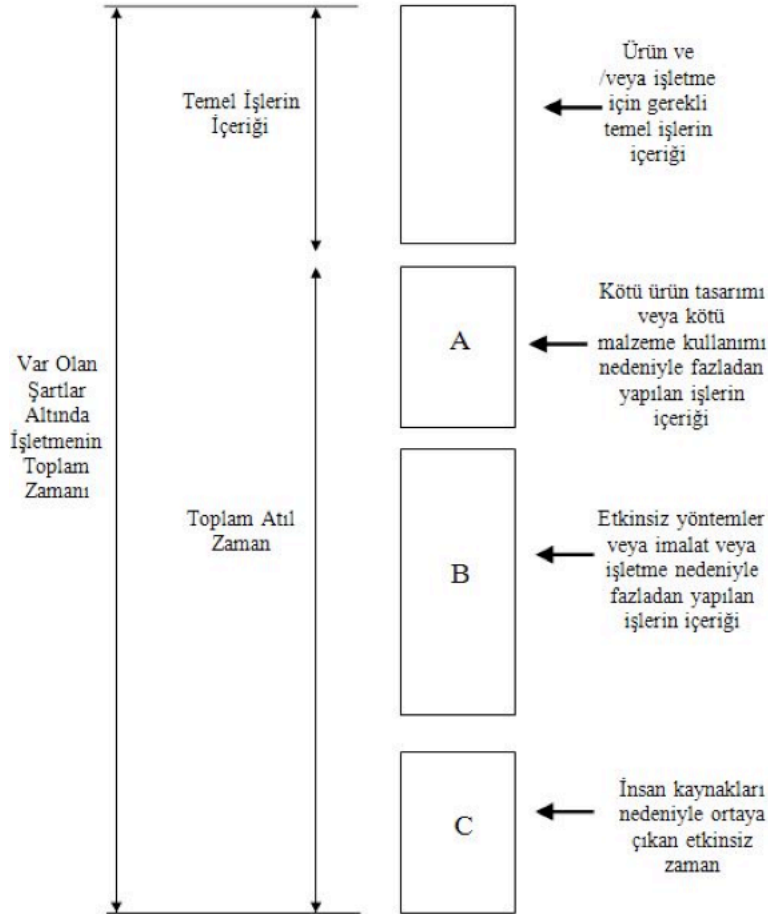 Temel İşlerin
İçeriği
Ürün ve
/veya işletme
için gerekli
temel işlerin
içeriği
Var Olan
Şartlar
Altında
İşletmenin
Toplam
Zamanı
Toplam Atıl
Zaman
A
Kötü ürün tasarımı
veya kötü
malzeme kullanımı
nedeniyle fazladan
yapılan işlerin
içeriği
B
Etkinsiz yöntemler
veya imalat veya
işletme nedeniyle
fazladan yapılan
işlerin içeriği
C
İnsan kaynakları
nedeniyle ortaya
çıkan etkinsiz
zaman